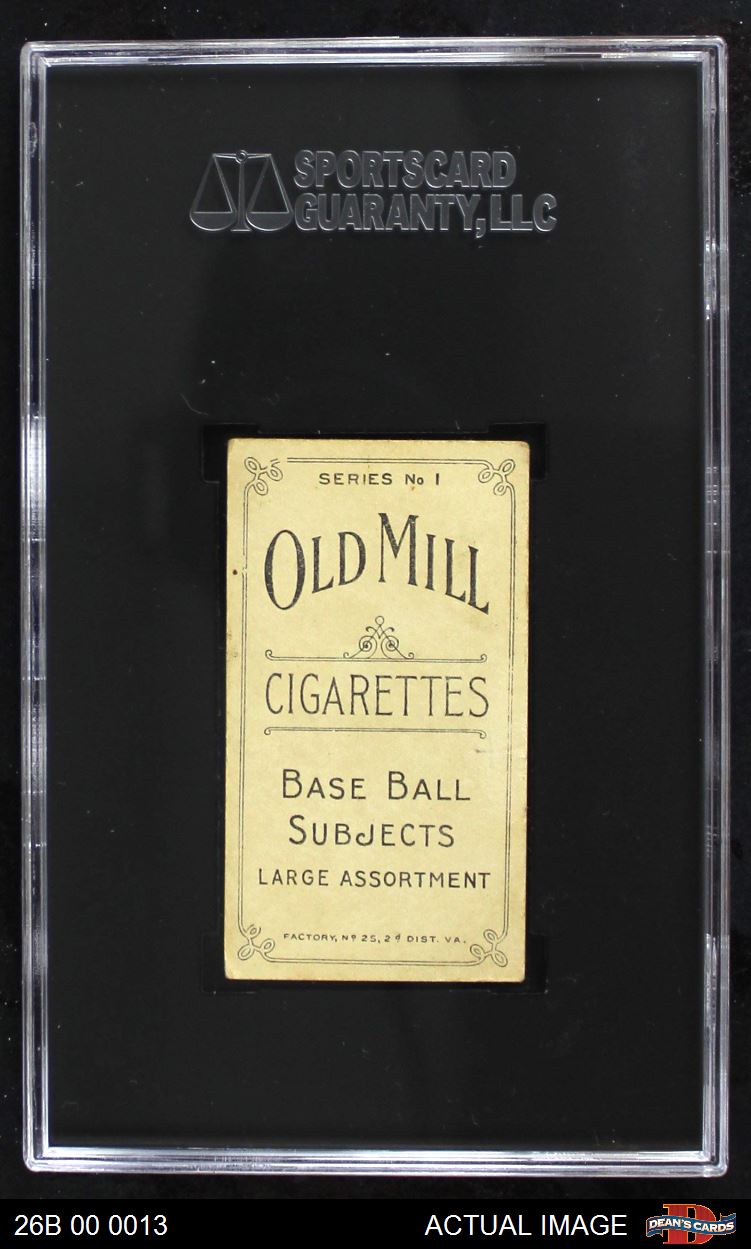 SPORTSCARD
GUARANTY, LLC
SERIES No 1
OLD MILL
CIGARETTES
BASE BALL
SUBJECTS
LARGE ASSORTMENT
FACTORY, Nº 25, 2d DIST. VA.
26B 00 0013
ACTUAL IMAGE
DEAN'S CARDS